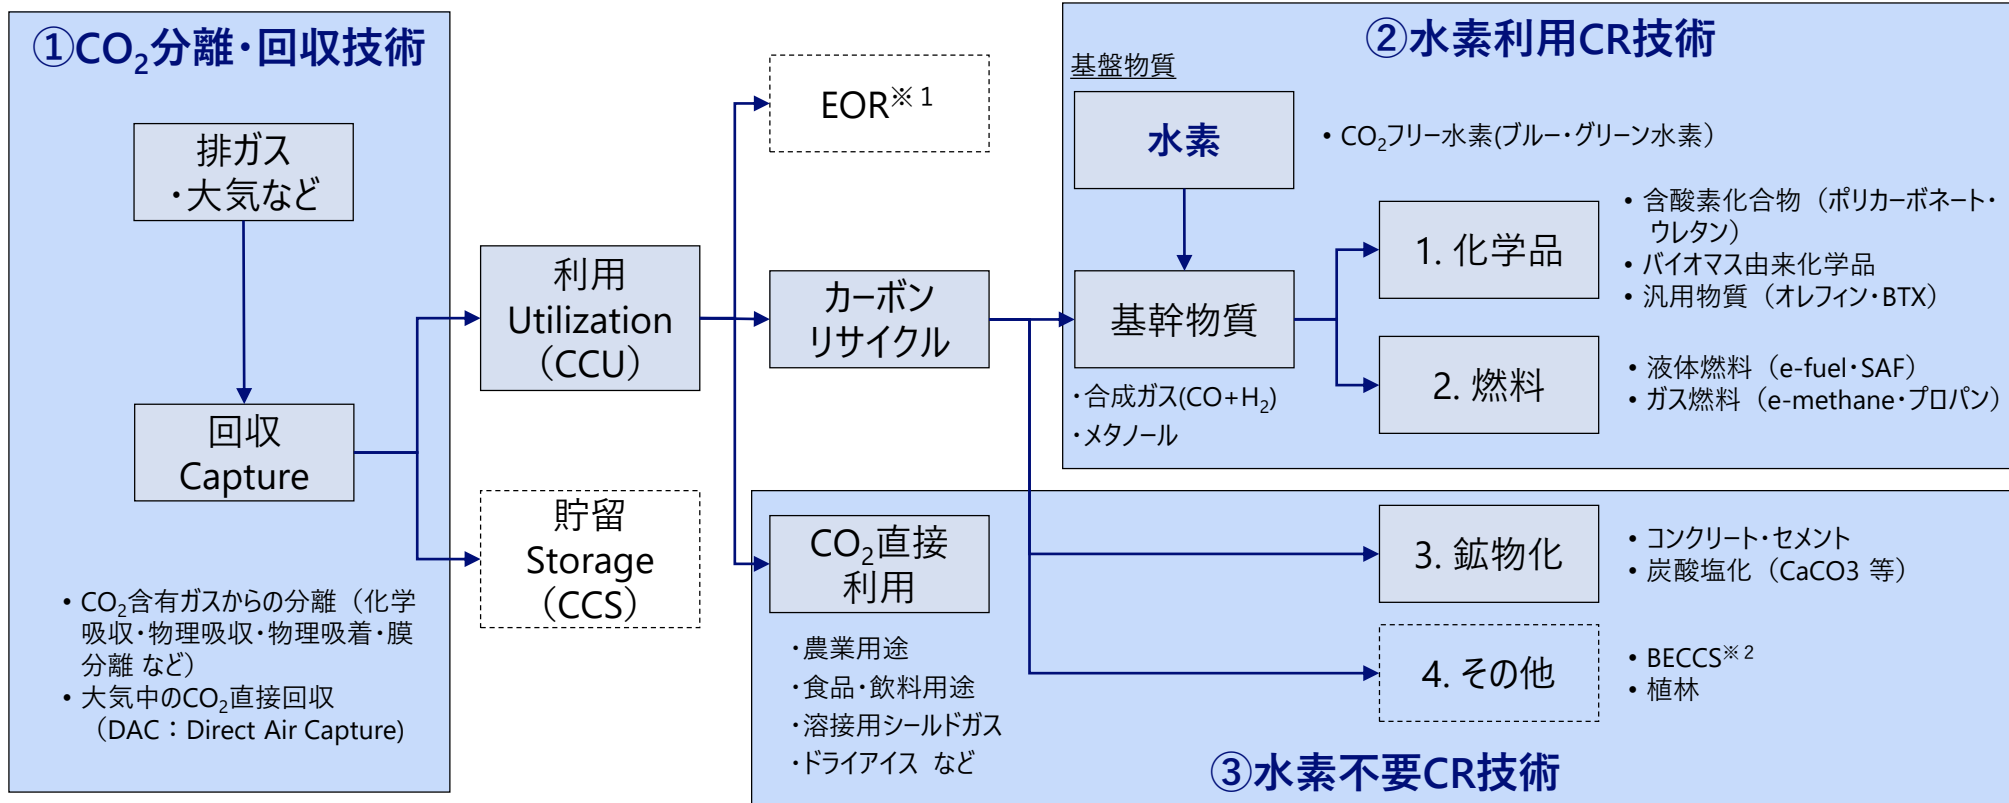 ①CO₂分離・回収技術
排ガス
・大気など
回収
Capture
• CO₂含有ガスからの分離（化学
吸収・物理吸収・物理吸着・膜
分離 など）
• 大気中のCO₂直接回収
（DAC：Direct Air Capture)
利用
Utilization
（CCU）
貯留
Storage
（CCS）
EOR※１
カーボン
リサイクル
CO₂直接
利用
・農業用途
・食品・飲料用途
・溶接用シールドガス
・ドライアイス など
②水素利用CR技術
基盤物質
水素
• CO₂フリー水素(ブルー・グリーン水素）
基幹物質
・合成ガス(CO+H₂)
・メタノール
1. 化学品
• 含酸素化合物（ポリカーボネート・
ウレタン）
• バイオマス由来化学品
• 汎用物質（オレフィン・BTX）
2. 燃料
• 液体燃料（e-fuel・SAF）
• ガス燃料（e-methane・プロパン）
3. 鉱物化
• コンクリート・セメント
• 炭酸塩化（CaCO3 等）
4. その他
• BECCS※２
• 植林
③水素不要CR技術